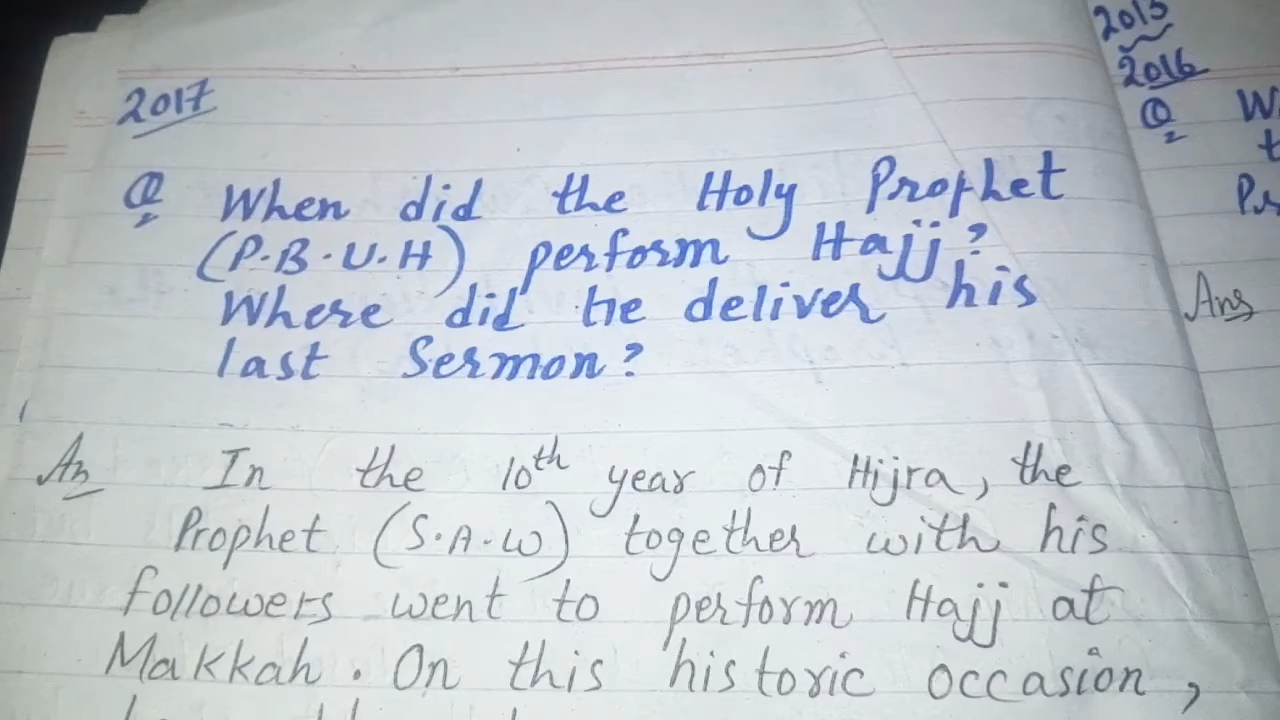 2017
Q When did the Holy Prophet
(P.B.U.H) perform Hajj?
Where did he deliver his
last Sermon?
An In the 10th year of Hijra, the
Prophet (S.A.W) together with his
followers went to perform Hajj at
Makkah. On this historic occasion,
2015
2016
Q
Ans